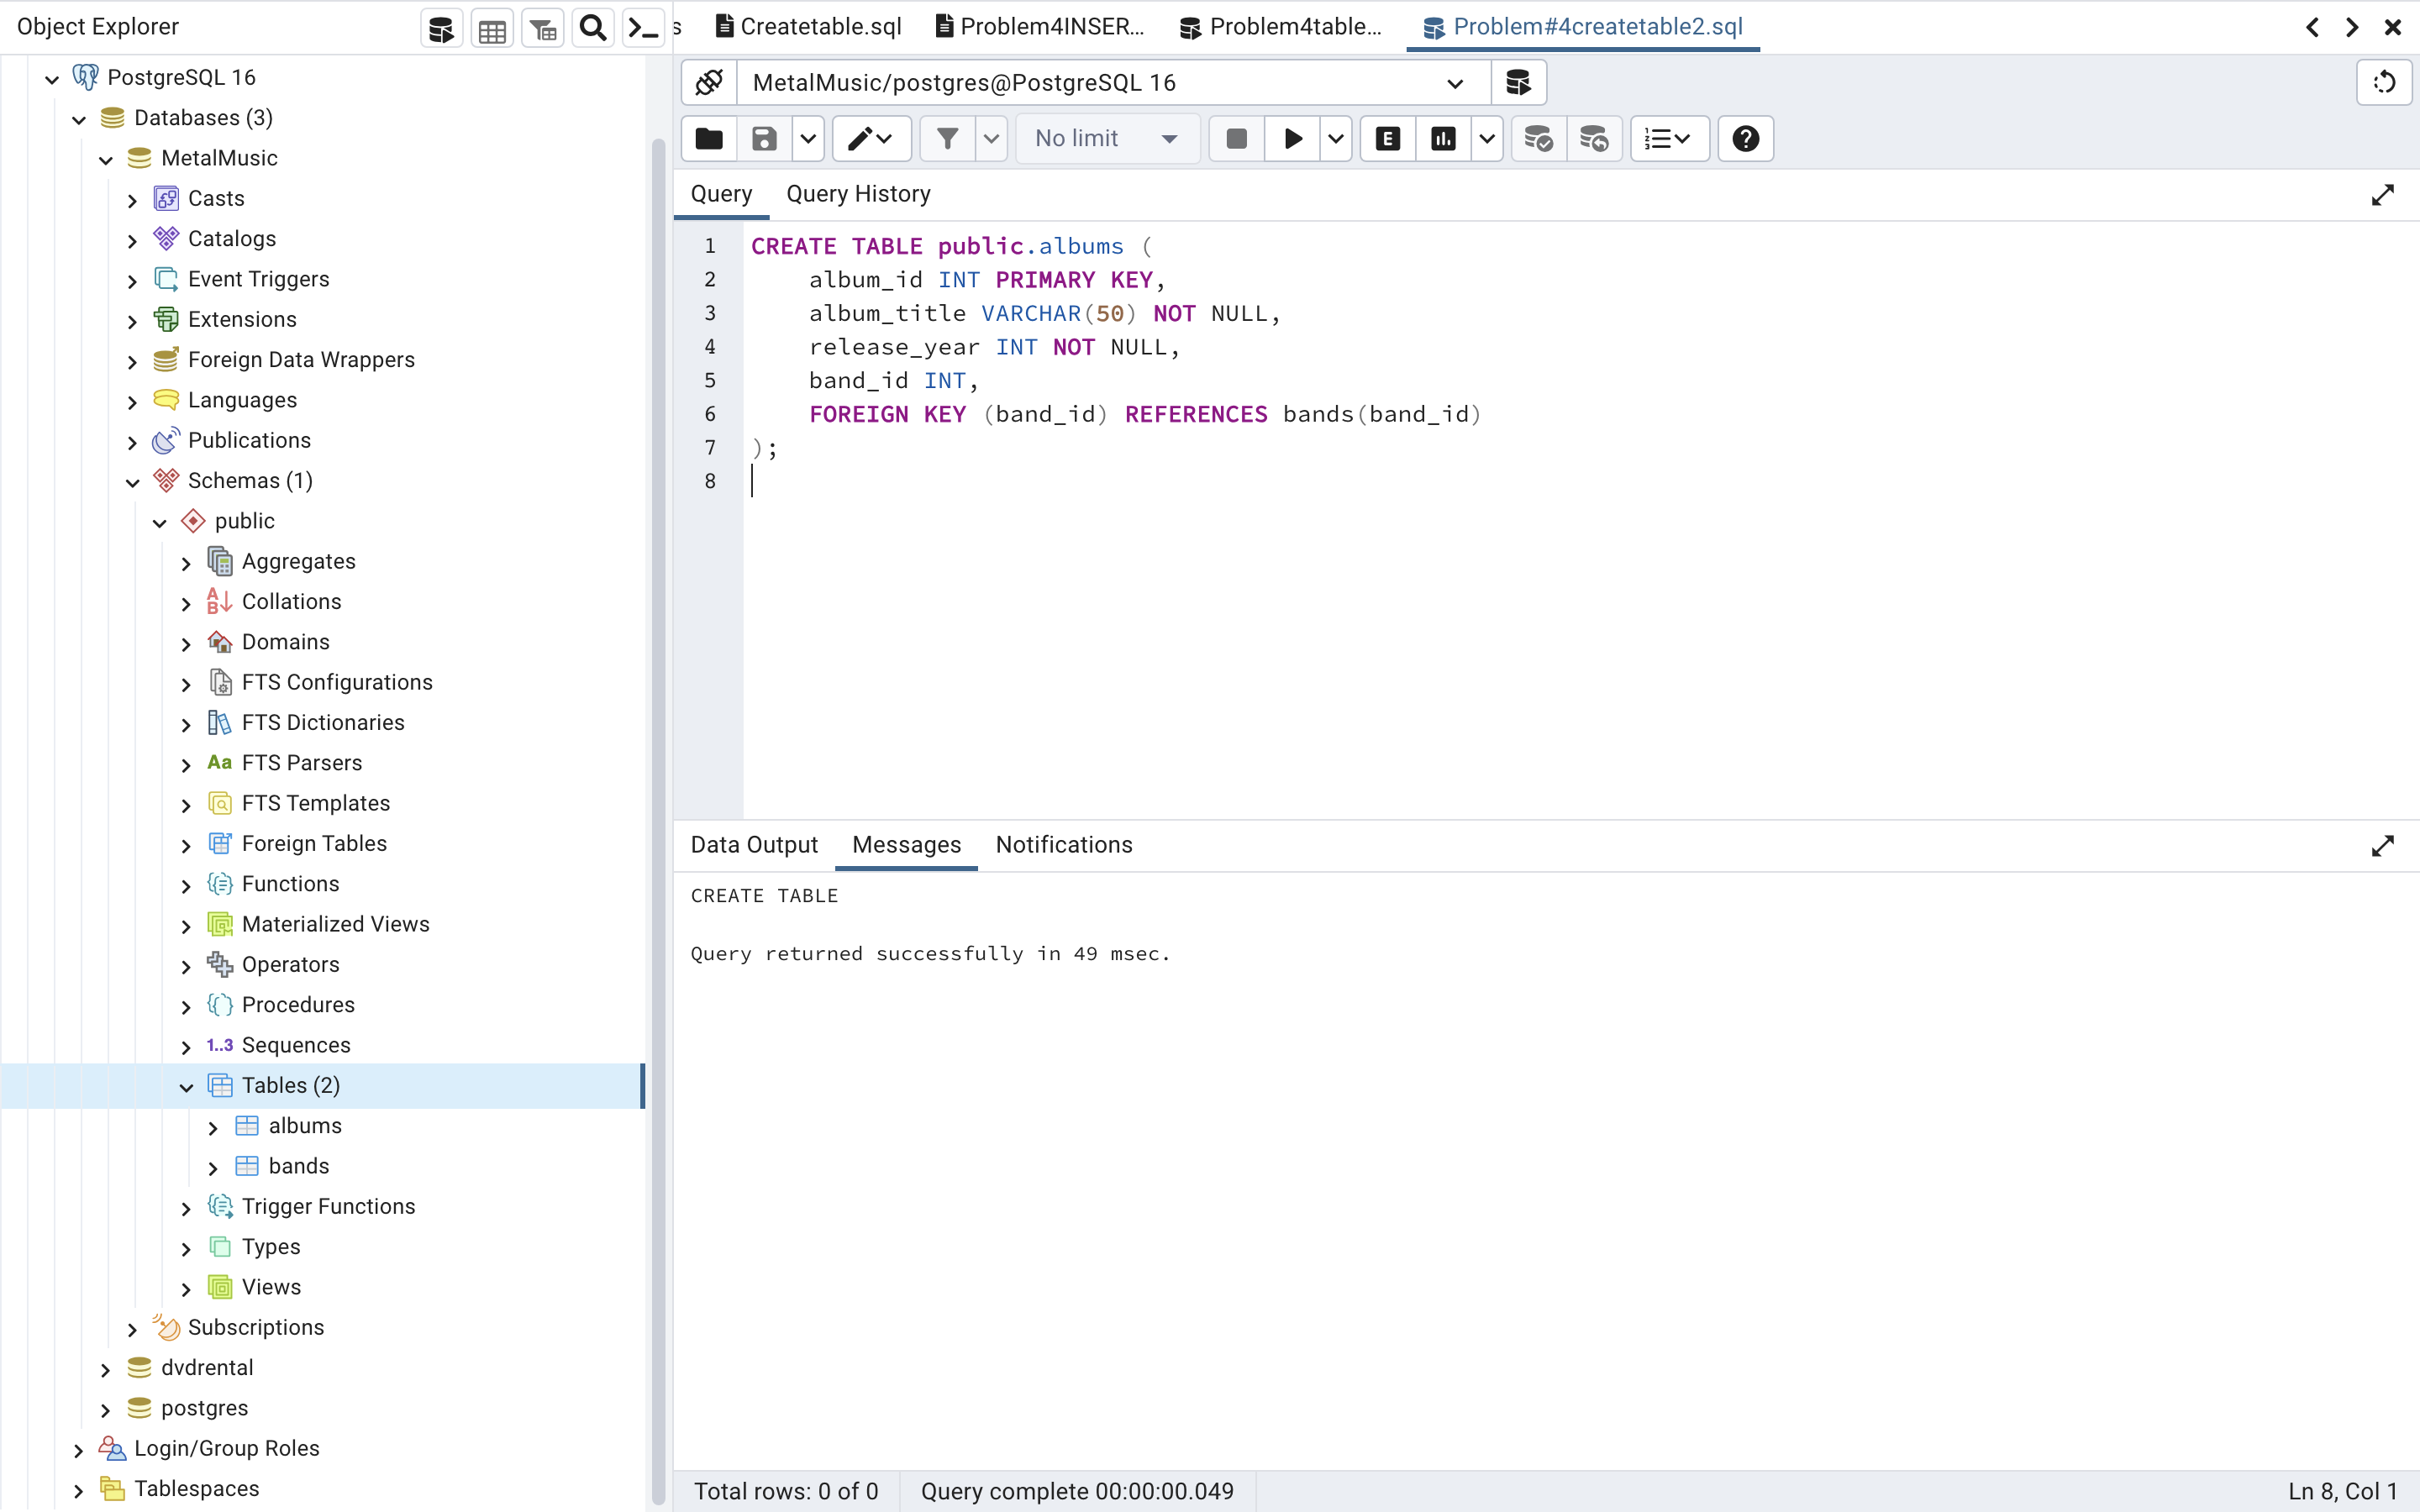 Object Explorer
PostgreSQL 16
Databases (3)
MetalMusic
Casts
Catalogs
Event Triggers
Extensions
Foreign Data Wrappers
Languages
Publications
Schemas (1)
public
Aggregates
Collations
Domains
FTS Configurations
FTS Dictionaries
Aa FTS Parsers
FTS Templates
Foreign Tables
Functions
Materialized Views
Operators
Procedures
1..3 Sequences
Tables (2)
albums
bands
Trigger Functions
Types
Views
Subscriptions
dvdrental
postgres
Login/Group Roles
Tablespaces
s Createtable.sql Problem4INSER... Problem4table... Problem#4createtable2.sql
MetalMusic/postgres@PostgreSQL 16
No limit E
Query Query History
1 CREATE TABLE public.albums (
2 album_id INT PRIMARY KEY,
3 album_title VARCHAR(50) NOT NULL,
4 release_year INT NOT NULL,
5 band_id INT,
6 FOREIGN KEY (band_id) REFERENCES bands(band_id)
7 );
8
Data Output Messages Notifications
CREATE TABLE
Query returned successfully in 49 msec.
Total rows: 0 of 0 Query complete 00:00:00.049 Ln 8, Col 1